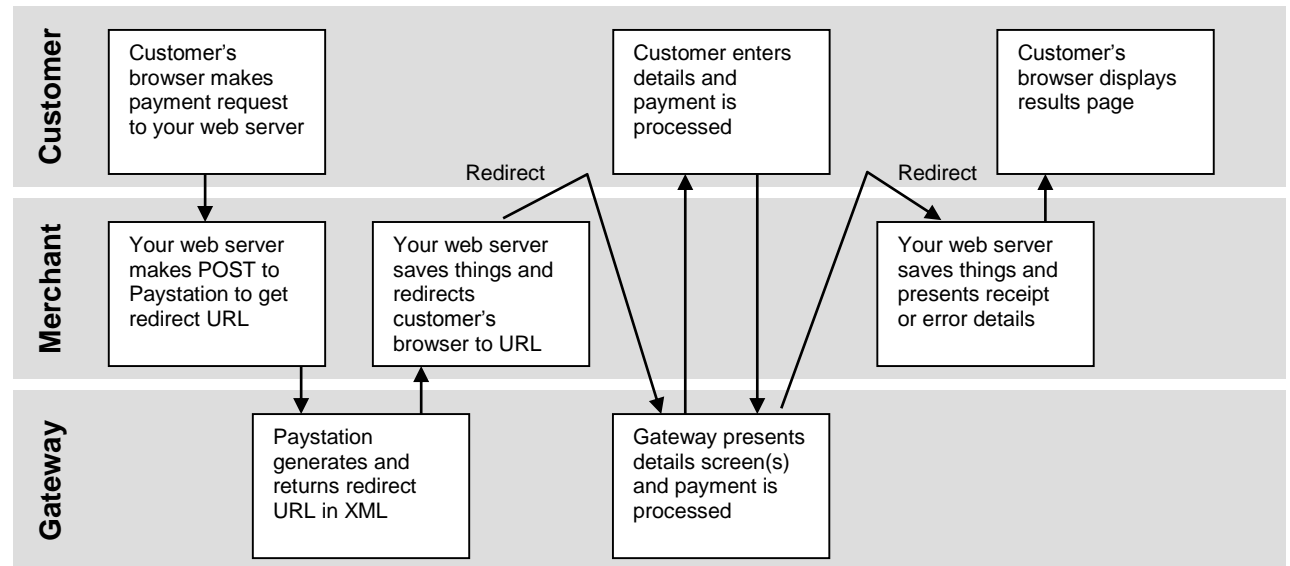 Customer
Customer's
browser makes
payment request
to your web server
Customer enters
details and
payment is
processed
Customer's
browser displays
results page
Redirect
Redirect
Merchant
Your web server
makes POST to
Paystation to get
redirect URL
Your web server
saves things and
redirects
customer's
browser to URL
Your web server
saves things and
presents receipt
or error details
Gateway
Paystation
generates and
returns redirect
URL in XML
Gateway presents
details screen(s)
and payment is
processed